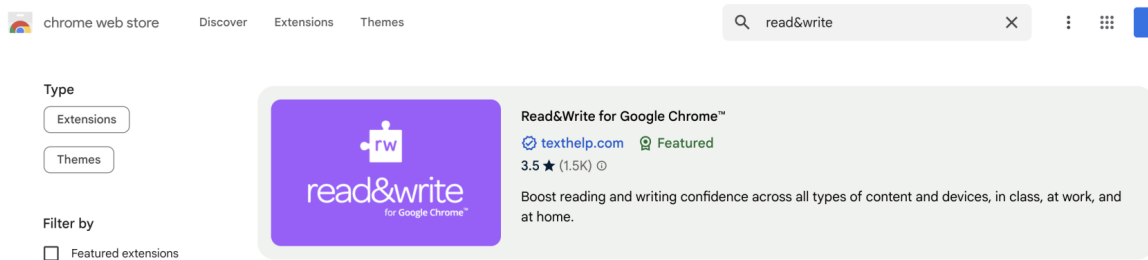 chrome web store Discover Extensions Themes read&write
Type
Extensions
Themes
Filter by
Featured extensions
rw
read&write
for Google Chrome™
Read&Write for Google Chrome™
texthelp.com Featured
3.5 ★ (1.5K)
Boost reading and writing confidence across all types of content and devices, in class, at work, and
at home.